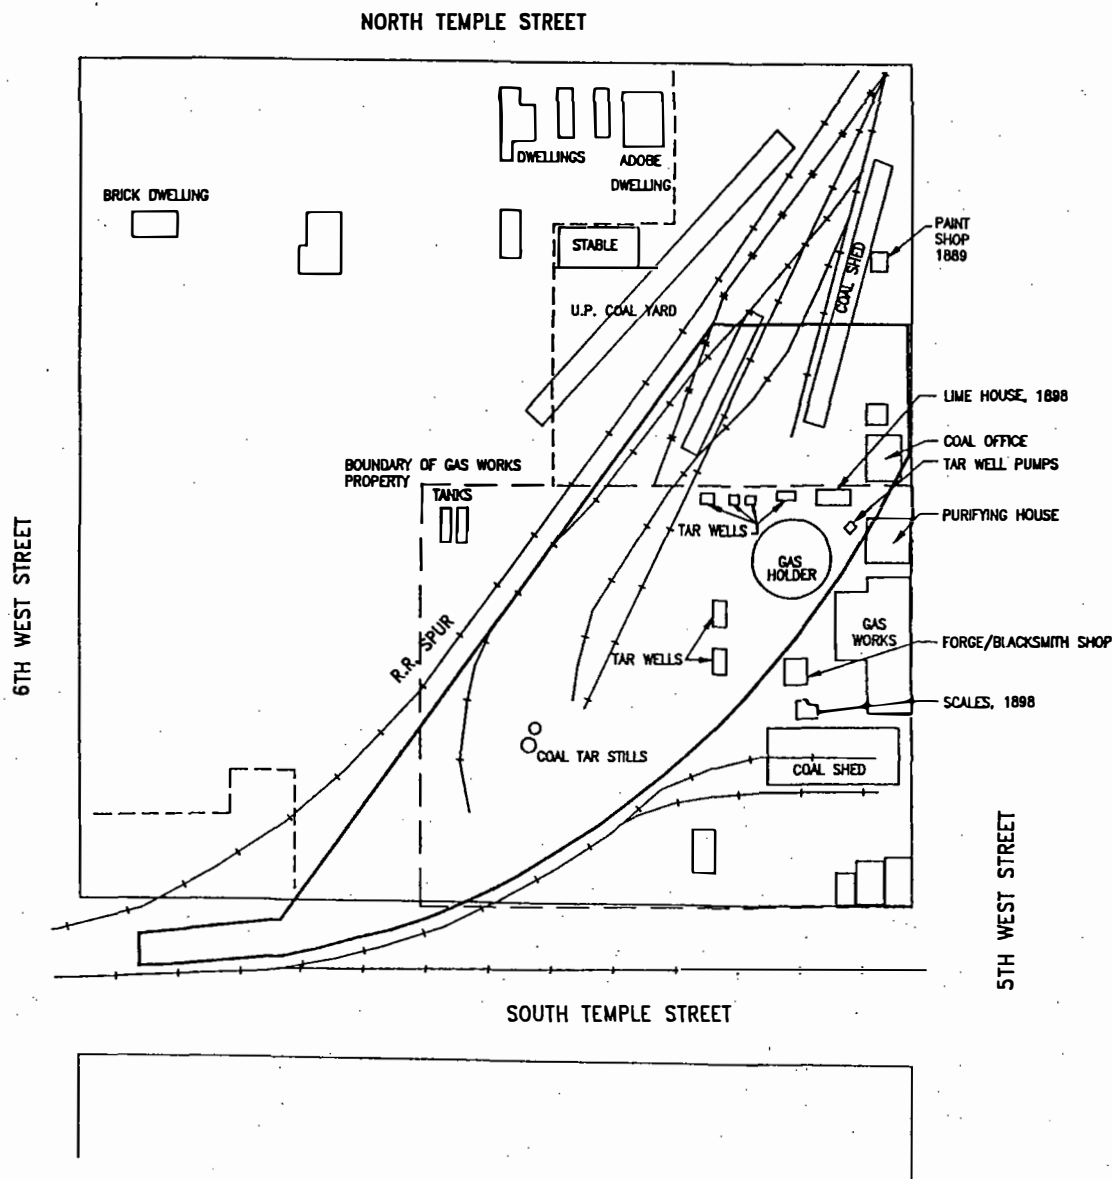 NORTH TEMPLE STREET
DWELLINGS
ADOBE
DWELLING
BRICK DWELLING
STABLE
PAINT
SHOP
1889
COAL SHED
U.P. COAL YARD
LIME HOUSE, 1898
COAL OFFICE
TAR WELL PUMPS
BOUNDARY OF GAS WORKS
PROPERTY
TANKS
PURIFYING HOUSE
TAR WELLS
GAS
HOLDER
6TH WEST STREET
R.R. SPUR
GAS
WORKS
FORGE/BLACKSMITH SHOP
TAR WELLS
SCALES, 1898
COAL TAR STILLS
COAL SHED
5TH WEST STREET
SOUTH TEMPLE STREET